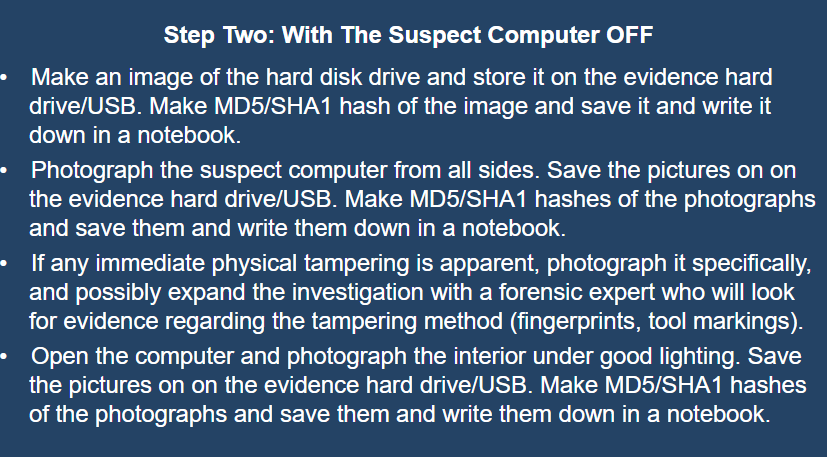 Step Two: With The Suspect Computer OFF
• Make an image of the hard disk drive and store it on the evidence hard
drive/USB. Make MD5/SHA1 hash of the image and save it and write it
down in a notebook.
• Photograph the suspect computer from all sides. Save the pictures on on
the evidence hard drive/USB. Make MD5/SHA1 hashes of the photographs
and save them and write them down in a notebook.
• If any immediate physical tampering is apparent, photograph it specifically,
and possibly expand the investigation with a forensic expert who will look
for evidence regarding the tampering method (fingerprints, tool markings).
• Open the computer and photograph the interior under good lighting. Save
the pictures on on the evidence hard drive/USB. Make MD5/SHA1 hashes
of the photographs and save them and write them down in a notebook.